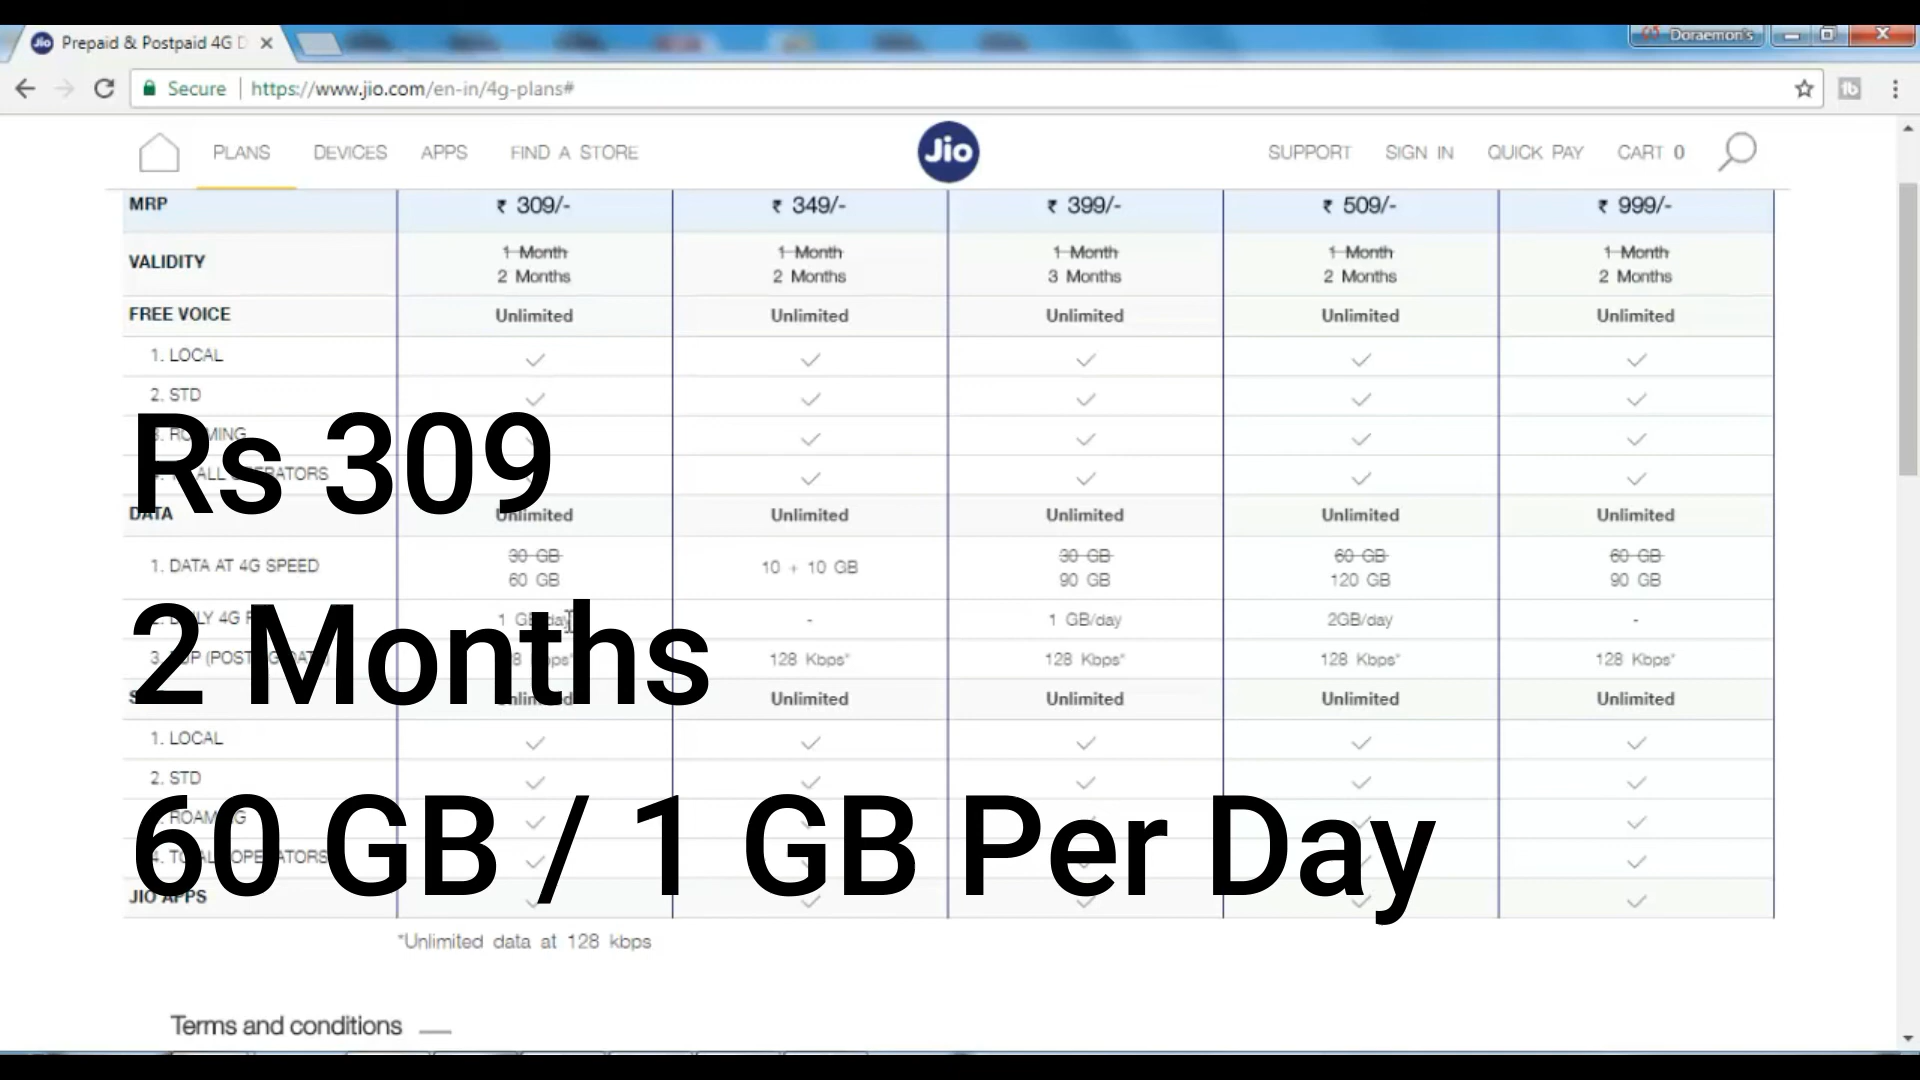 Prepaid & Postpaid 4G D
Doraemon's
Secure https://www.jio.com/en-in/4g-plans#
PLANS DEVICES APPS FIND A STORE Jio SUPPORT SIGN IN QUICK PAY CART 0
MRP ₹ 309/- ₹ 349/- ₹ 399/- ₹ 509/- ₹ 999/-
1 Month 1 Month 1 Month 1 Month 1 Month
VALIDITY
2 Months 2 Months 3 Months 2 Months 2 Months
FREE VOICE Unlimited Unlimited Unlimited Unlimited Unlimited
1. LOCAL
2. STD
Rs 309
DATA Unlimited Unlimited Unlimited Unlimited Unlimited
30 GB 30 GB 60 GB 60 GB
1. DATA AT 4G SPEED 10 + 10 GB
60 GB 90 GB 120 GB 90 GB
1 GB/day - 1 GB/day 2GB/day -
2 Months
128 Kbps* 128 Kbps* 128 Kbps* 128 Kbps*
Unlimited Unlimited Unlimited Unlimited Unlimited
1. LOCAL
2. STD
60 GB / 1 GB Per Day
JIO APPS
*Unlimited data at 128 kbps
Terms and conditions